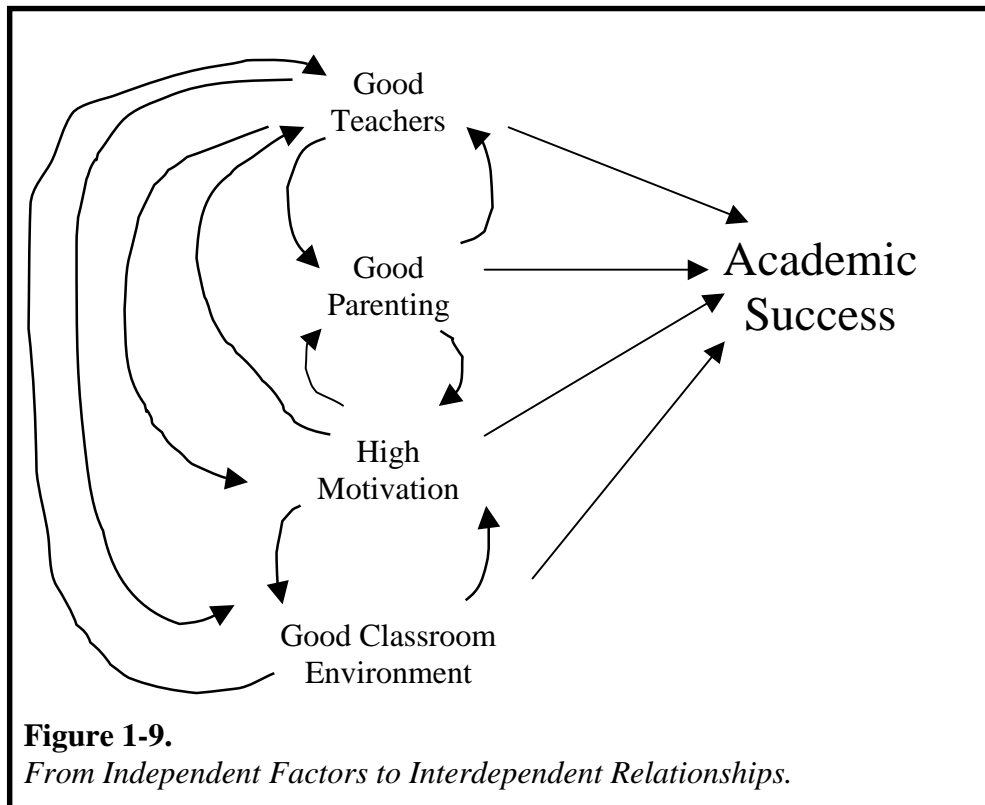 Good
Teachers
Good
Parenting
Academic
Success
High
Motivation
Good Classroom
Environment
Figure 1-9.
From Independent Factors to Interdependent Relationships.